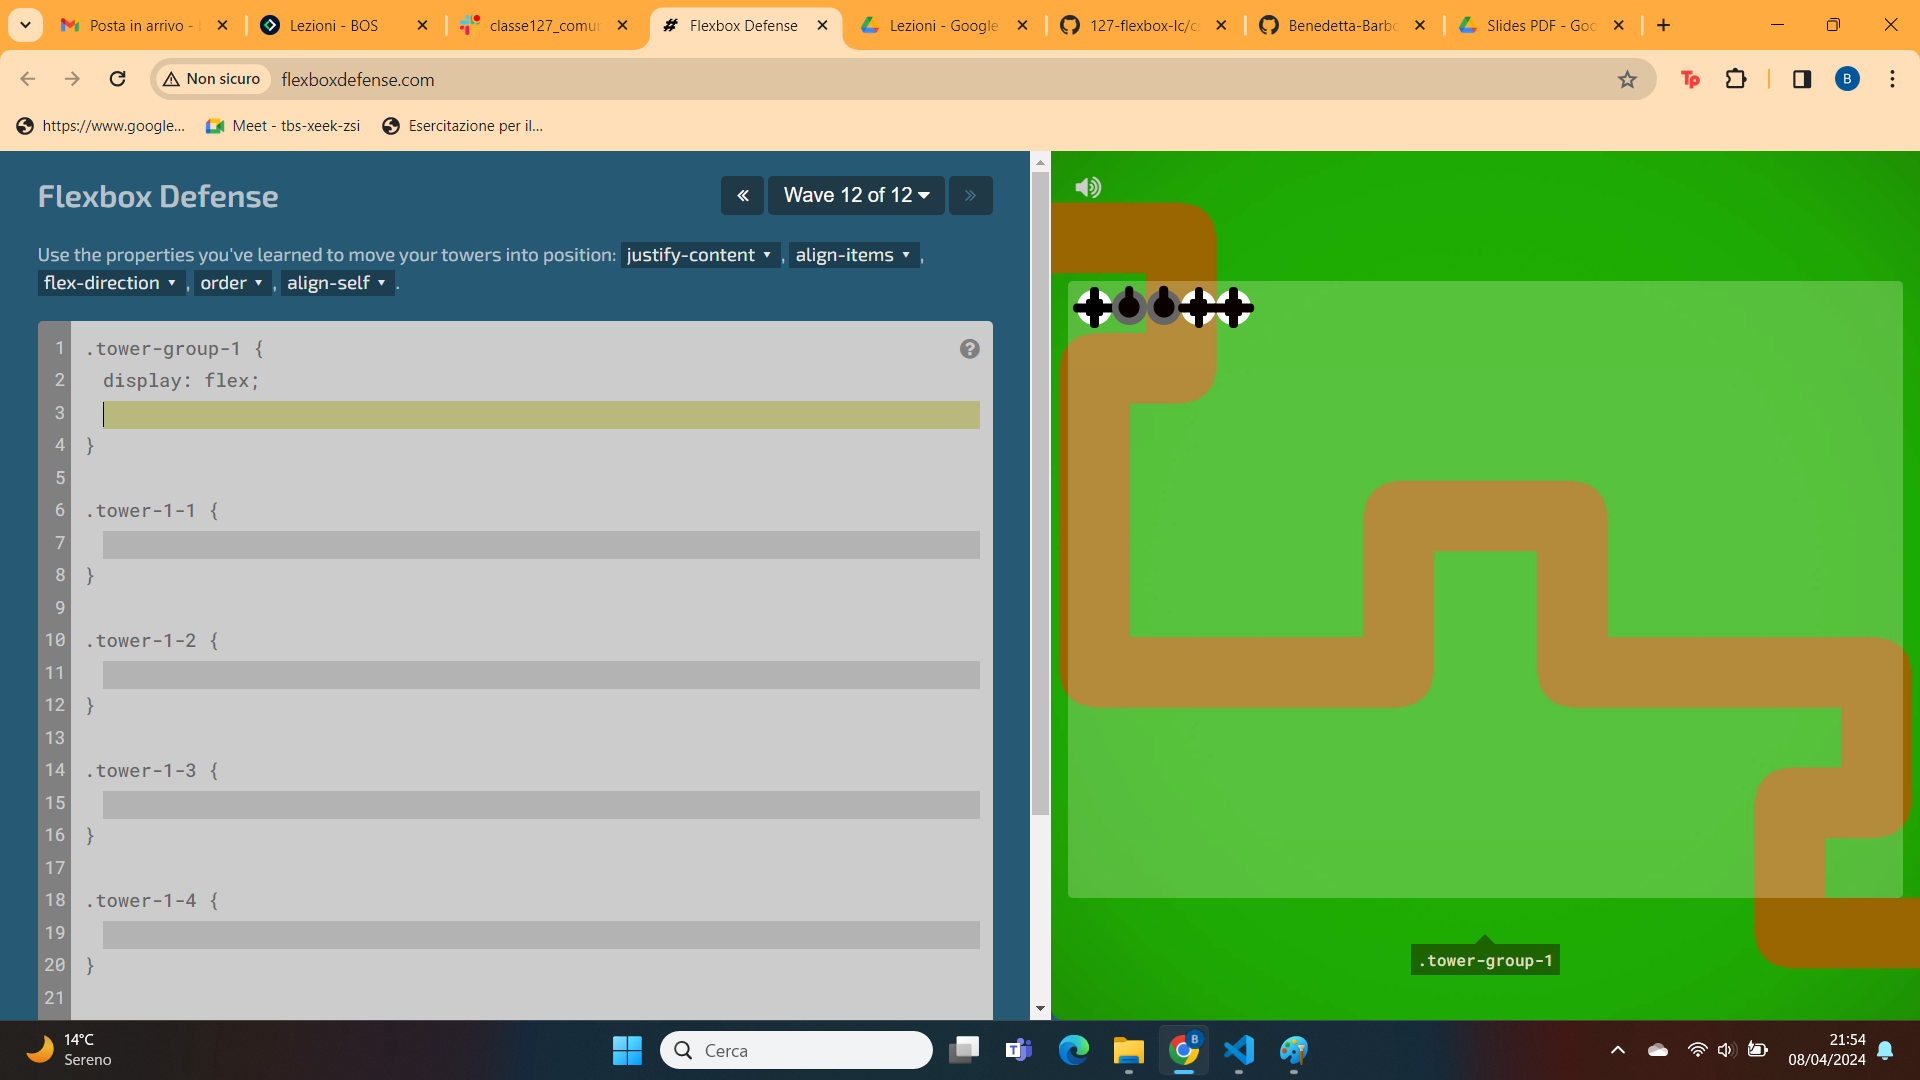 Posta in arrivo -
Lezioni - BOS
classe127_comun
Flexbox Defense
Lezioni - Google
127-flexbox-lc/c
Benedetta-Barbo
Slides PDF - Goo
Non sicuro
flexboxdefense.com
Tp
B
https://www.google...
Meet - tbs-xeek-zsi
Esercitazione per il...
Flexbox Defense
« Wave 12 of 12 »
Use the properties you've learned to move your towers into position: justify-content ▼ , align-items ▼ ,
flex-direction ▼ , order ▼ , align-self ▼ .
1 .tower-group-1 {
2 display: flex;
3
4 }
5
6 .tower-1-1 {
7
8 }
9
10 .tower-1-2 {
11
12 }
13
14 .tower-1-3 {
15
16 }
17
18 .tower-1-4 {
19
20 }
21
?
.tower-group-1
14°C
Sereno
Cerca
B
21:54
08/04/2024